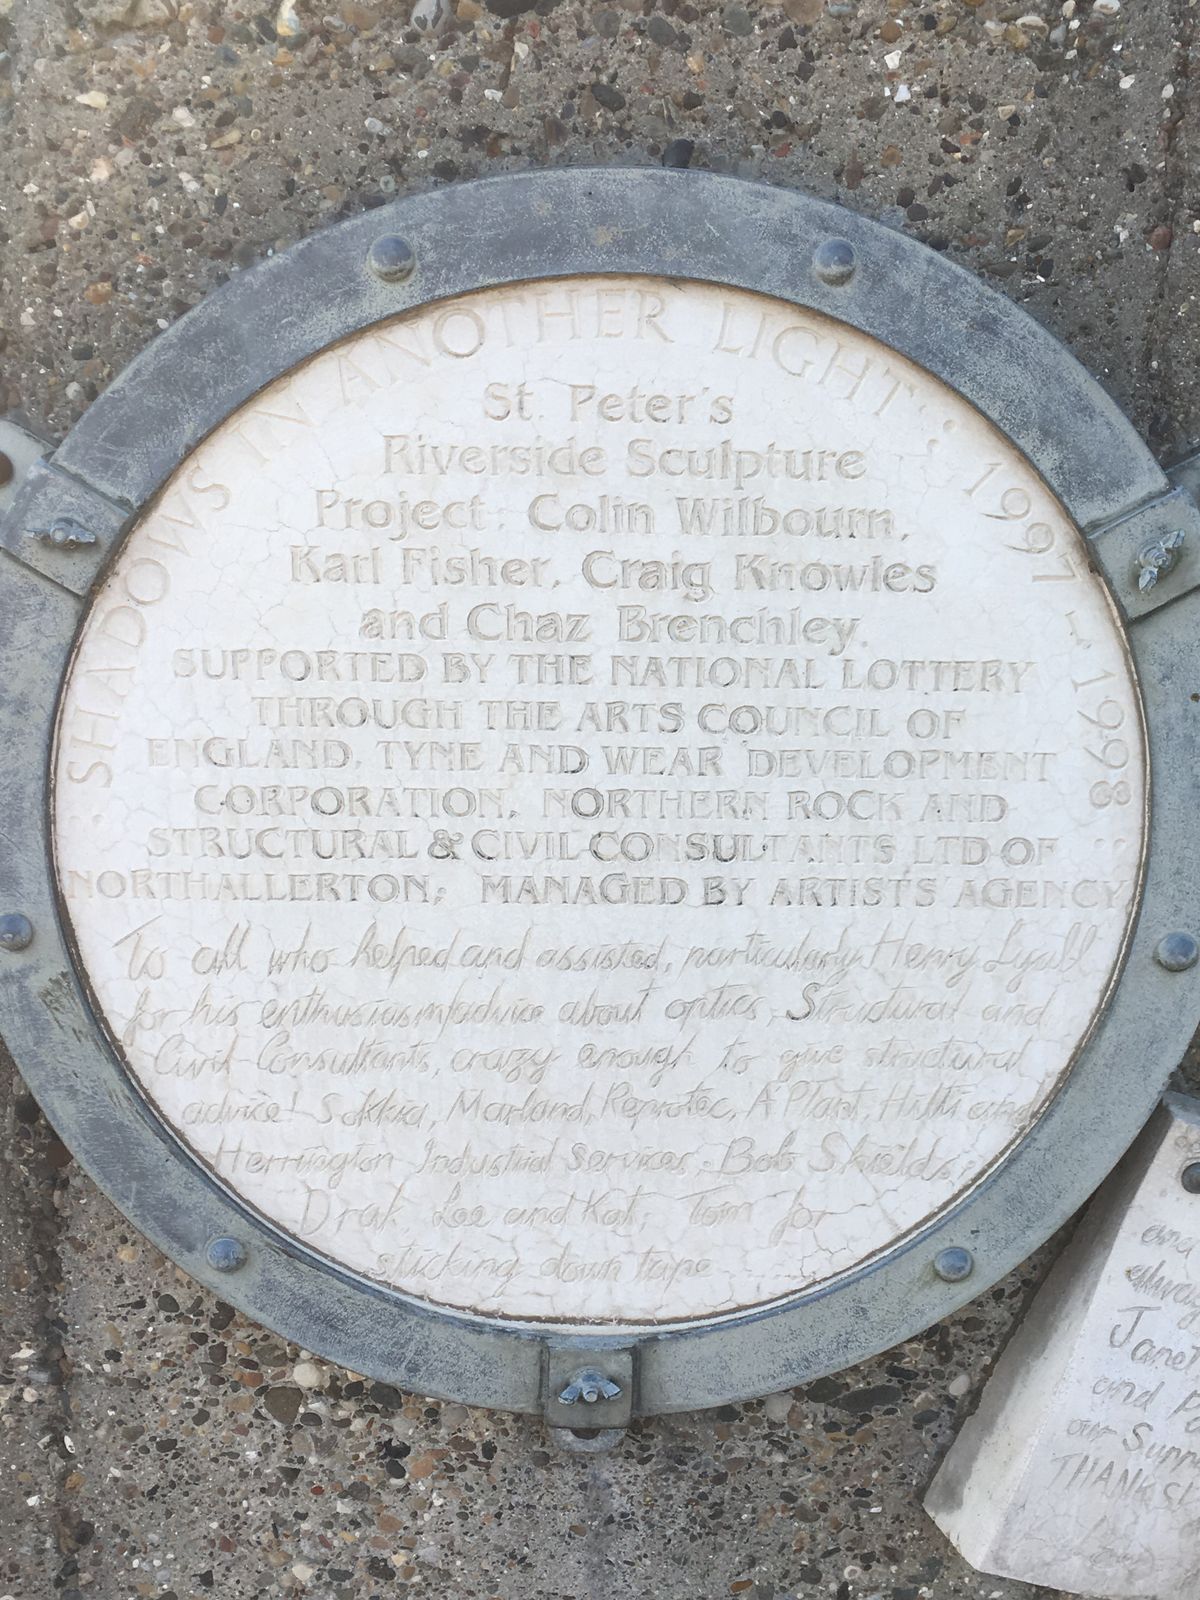 : SHADOWS IN ANOTHER LIGHT : 1997 - 1998 :
St. Peter's
Riverside Sculpture
Project: Colin Wilbourn,
Karl Fisher, Craig Knowles
and Chaz Brenchley.
SUPPORTED BY THE NATIONAL LOTTERY
THROUGH THE ARTS COUNCIL OF
ENGLAND, TYNE AND WEAR DEVELOPMENT
CORPORATION, NORTHERN ROCK AND
STRUCTURAL & CIVIL CONSULTANTS LTD OF
NORTHALLERTON; MANAGED BY ARTISTS' AGENCY
To all who helped and assisted, particularly Henry Lyall
for his enthusiasm/advice about optics, Structural and
Civil Consultants, crazy enough to give structural
advice! Sokkia, Marland, Reprotec, A Plant, Hilti and
Herrington Industrial Services; Bob Shields;
Drak, Loe and Kat; Tom for
sticking down tape
Janet
and
our
THANKS